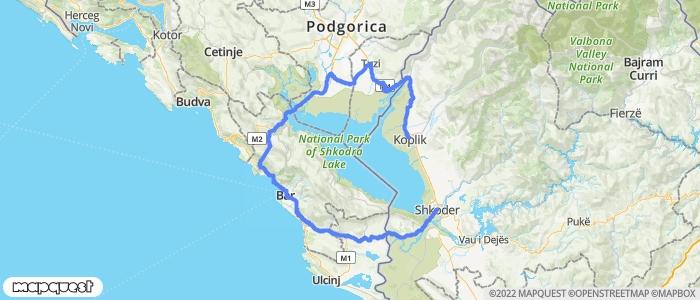 Herceg
Novi
Kotor
Cetinje
Budva
M3
Podgorica
Tuzi
M2
National Park
of Shkodra
Lake
Koplik
Bar
Shkoder
M1
Ulcinj
Vau i Dejës
Pukë
Fierzë
Bajram
Curri
Valbona
Valley
National
Park
National Park
mapquest
©2022 MAPQUEST ©OPENSTREETMAP ©MAPBOX